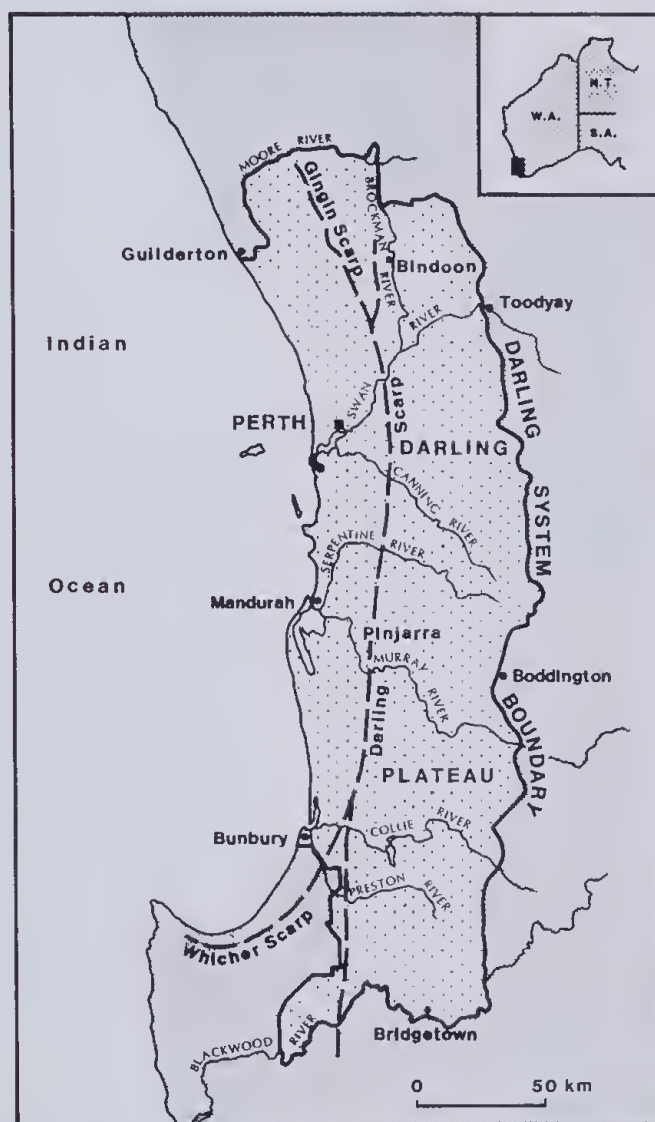 W.A.
N.T.
S.A.
MOORE RIVER
Gingin Scarp
BROCKMAN RIVER
Guilderton
Bindoon
Toodyay
Indian
RIVER
SWAN
Scarp
DARLING SYSTEM BOUNDARY
PERTH
DARLING
CANNING RIVER
SERPENTINE RIVER
Ocean
Mandurah
Pinjarra
MURRAY RIVER
Boddington
Darling
PLATEAU
Bunbury
COLLIE RIVER
PRESTON RIVER
Whicher Scarp
BLACKWOOD RIVER
Bridgetown
0 50 km